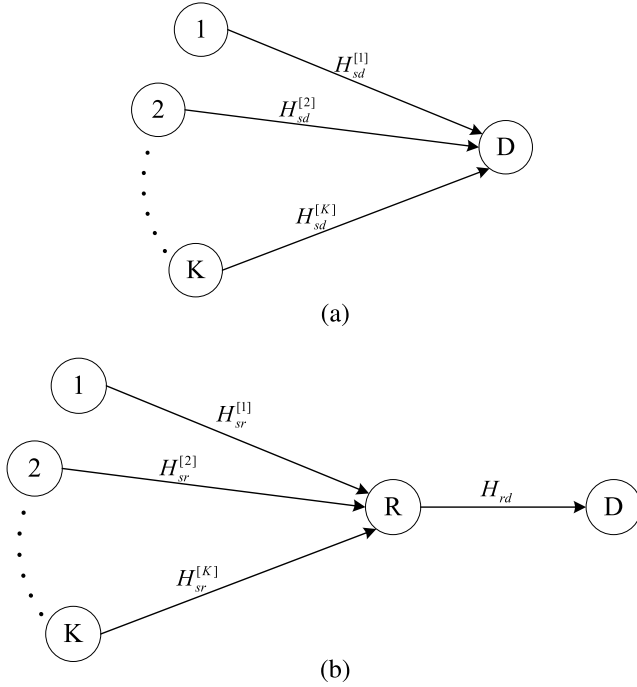 1
H_{sd}^{[1]}
2
H_{sd}^{[2]}
D
H_{sd}^{[K]}
K
(a)
1
H_{sr}^{[1]}
2
H_{sr}^{[2]}
R
H_{rd}
D
H_{sr}^{[K]}
K
(b)